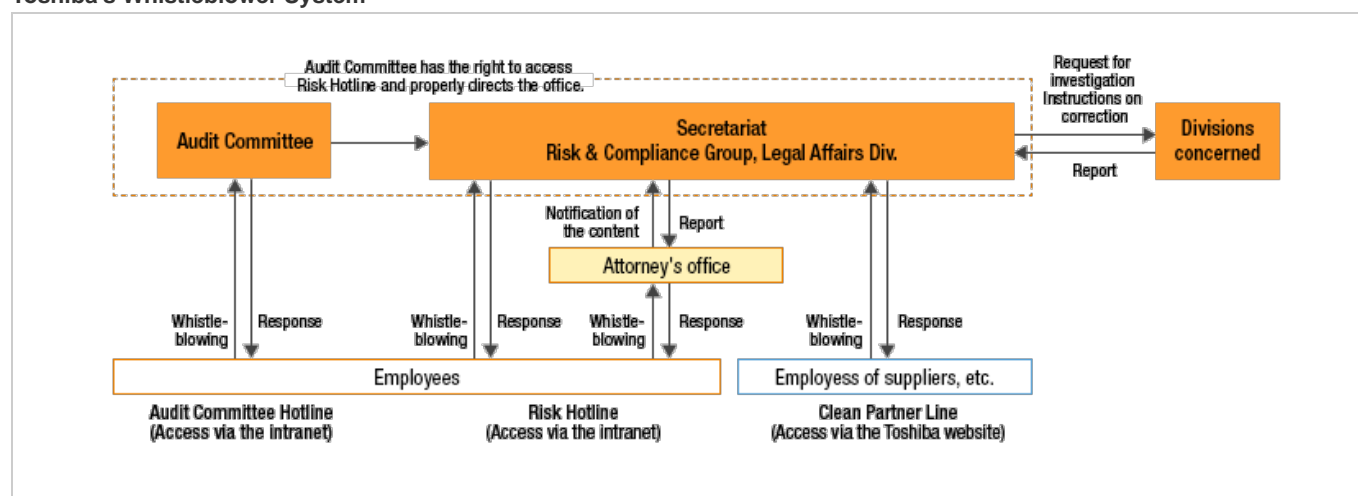 Toshiba's Whistleblower System
Audit Committee has the right to access
Risk Hotline and properly directs the office.
Request for
investigation
Instructions on
correction
Audit Committee
Secretariat
Risk & Compliance Group, Legal Affairs Div.
Divisions
concerned
Report
Notification of
the content
Report
Attorney's office
Whistle-
blowing
Response
Whistle-
blowing
Response
Whistle-
blowing
Response
Whistle-
blowing
Response
Employees
Employess of suppliers, etc.
Audit Committee Hotline
(Access via the intranet)
Risk Hotline
(Access via the intranet)
Clean Partner Line
(Access via the Toshiba website)